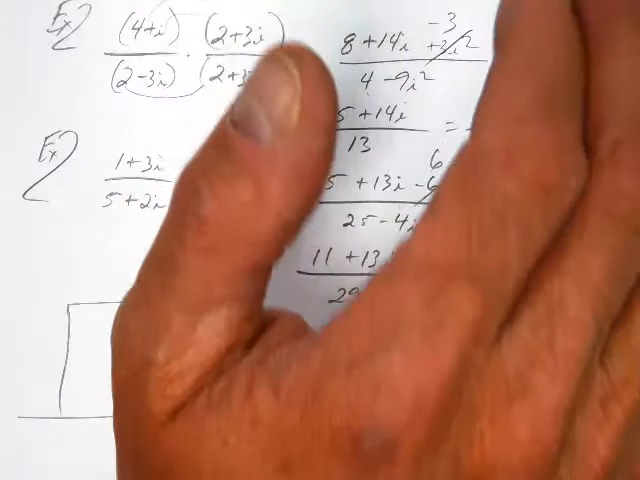 Ex
(4+i) · (2+3i)
(2-3i) (2+3
8 + 14i +3i² -3
4 - 9i²
5 + 14i =
13
Ex
1+3i
5+2i
6
5 + 13i - 6
25 - 4i
11 + 13
29